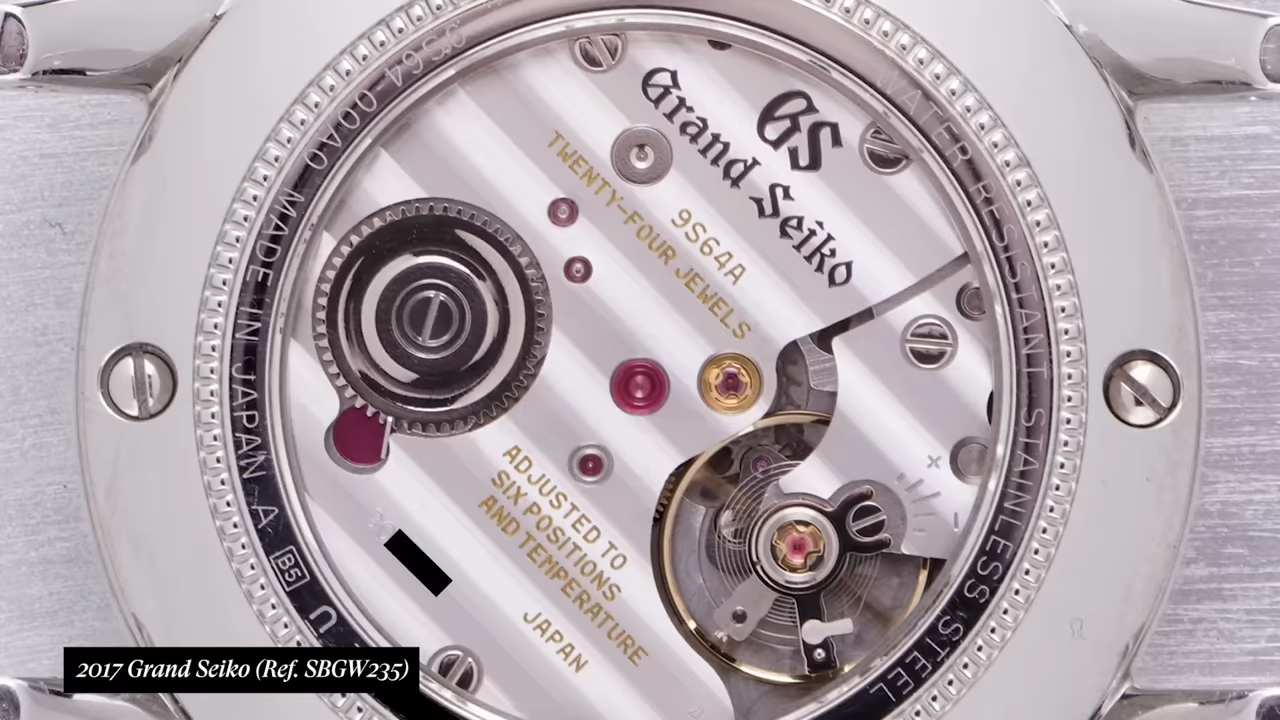 GS
Grand Seiko
9S64A
TWENTY-FOUR JEWELS
ADJUSTED TO
SIX POSITIONS
AND TEMPERATURE
JAPAN
WATER RESISTANT STAINLESS STEEL
9S64-00A0 MADE IN JAPAN A B5
+
-
2017 Grand Seiko (Ref. SBGW235)